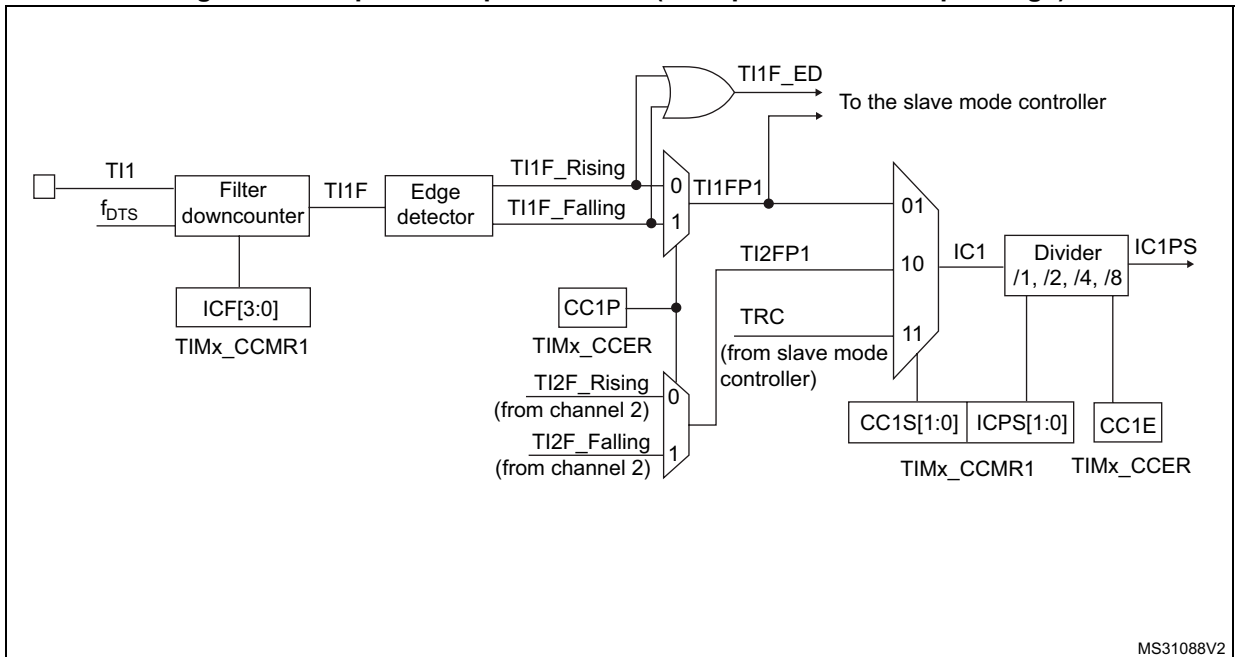 TI1F_ED
To the slave mode controller
TI1
f_DTS
Filter
downcounter
TI1F
Edge
detector
TI1F_Rising
TI1F_Falling
0
1
TI1FP1
01
10
11
TI2FP1
IC1
Divider
/1, /2, /4, /8
IC1PS
ICF[3:0]
TIMx_CCMR1
CC1P
TIMx_CCER
TRC
(from slave mode
controller)
TI2F_Rising
(from channel 2)
TI2F_Falling
(from channel 2)
0
1
CC1S[1:0]
ICPS[1:0]
TIMx_CCMR1
CC1E
TIMx_CCER
MS31088V2